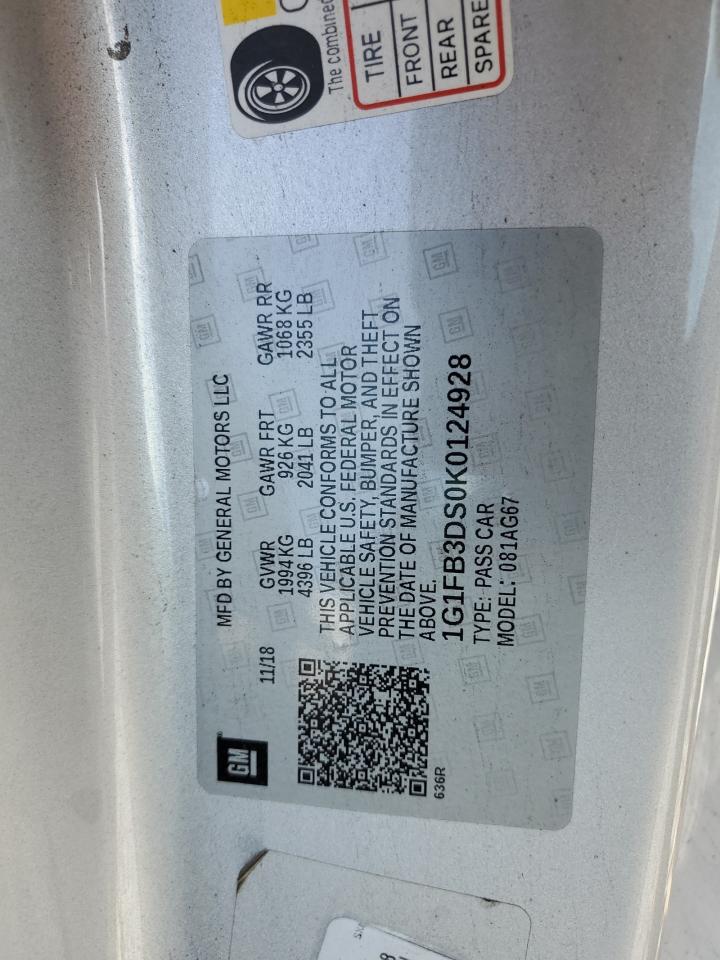 The combined
TIRE
FRONT
REAR
SPARE
GM
MFD BY GENERAL MOTORS LLC
11/18 GVWR GAWR FRT GAWR RR
1994 KG 926 KG 1068 KG
4396 LB 2041 LB 2355 LB
THIS VEHICLE CONFORMS TO ALL
APPLICABLE U.S. FEDERAL MOTOR
VEHICLE SAFETY, BUMPER, AND THEFT
PREVENTION STANDARDS IN EFFECT ON
THE DATE OF MANUFACTURE SHOWN
ABOVE.
1G1FB3DS0K0124928
TYPE: PASS CAR
MODEL: 081AG67
636R